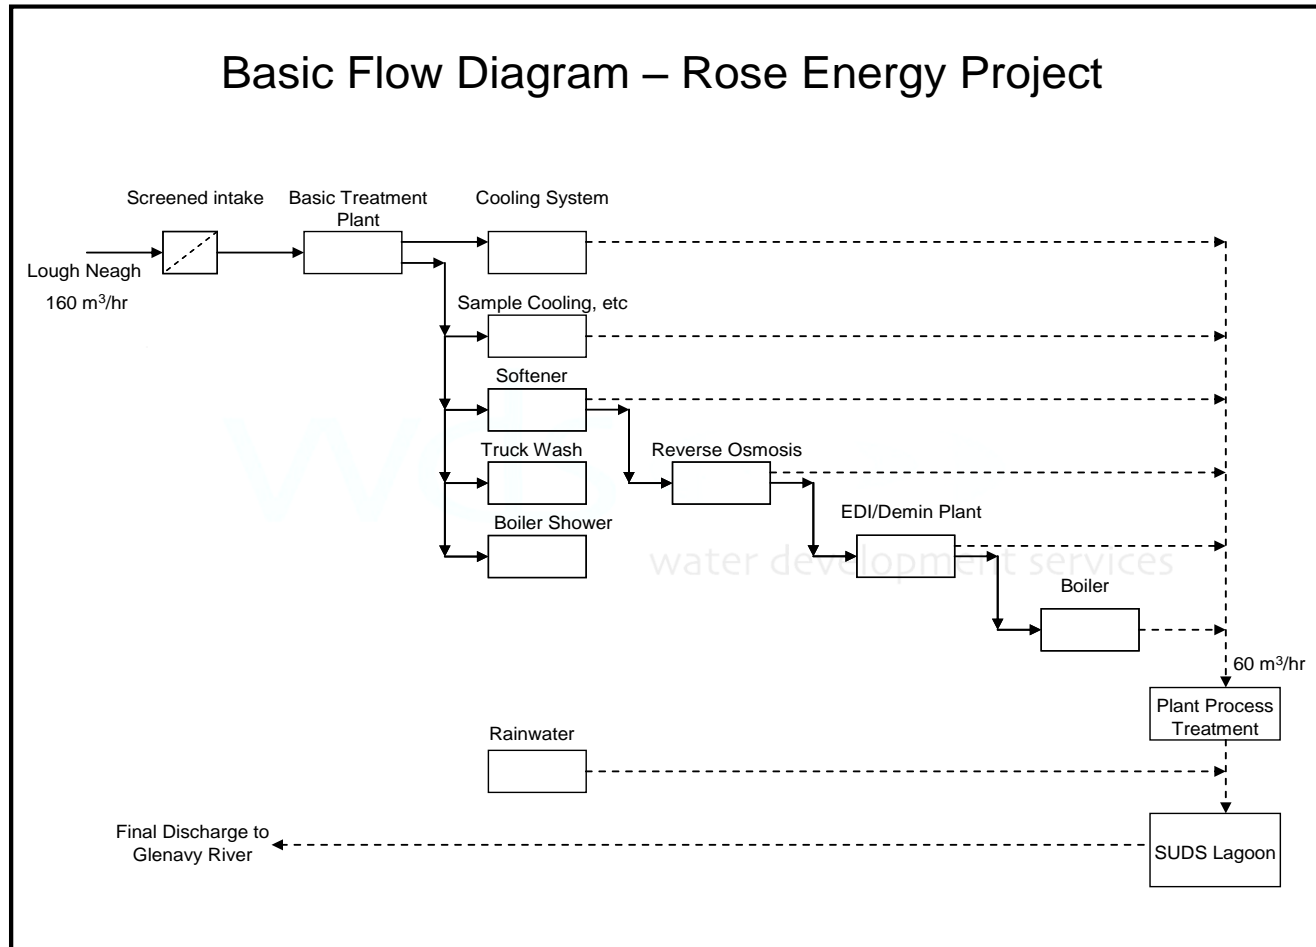 Basic Flow Diagram – Rose Energy Project
Screened intake
Basic Treatment
Plant
Cooling System
Lough Neagh
160 m³/hr
Sample Cooling, etc
Softener
Truck Wash
Reverse Osmosis
Boiler Shower
EDI/Demin Plant
wds
water development services
Boiler
60 m³/hr
Plant Process
Treatment
Rainwater
Final Discharge to
Glenavy River
SUDS Lagoon